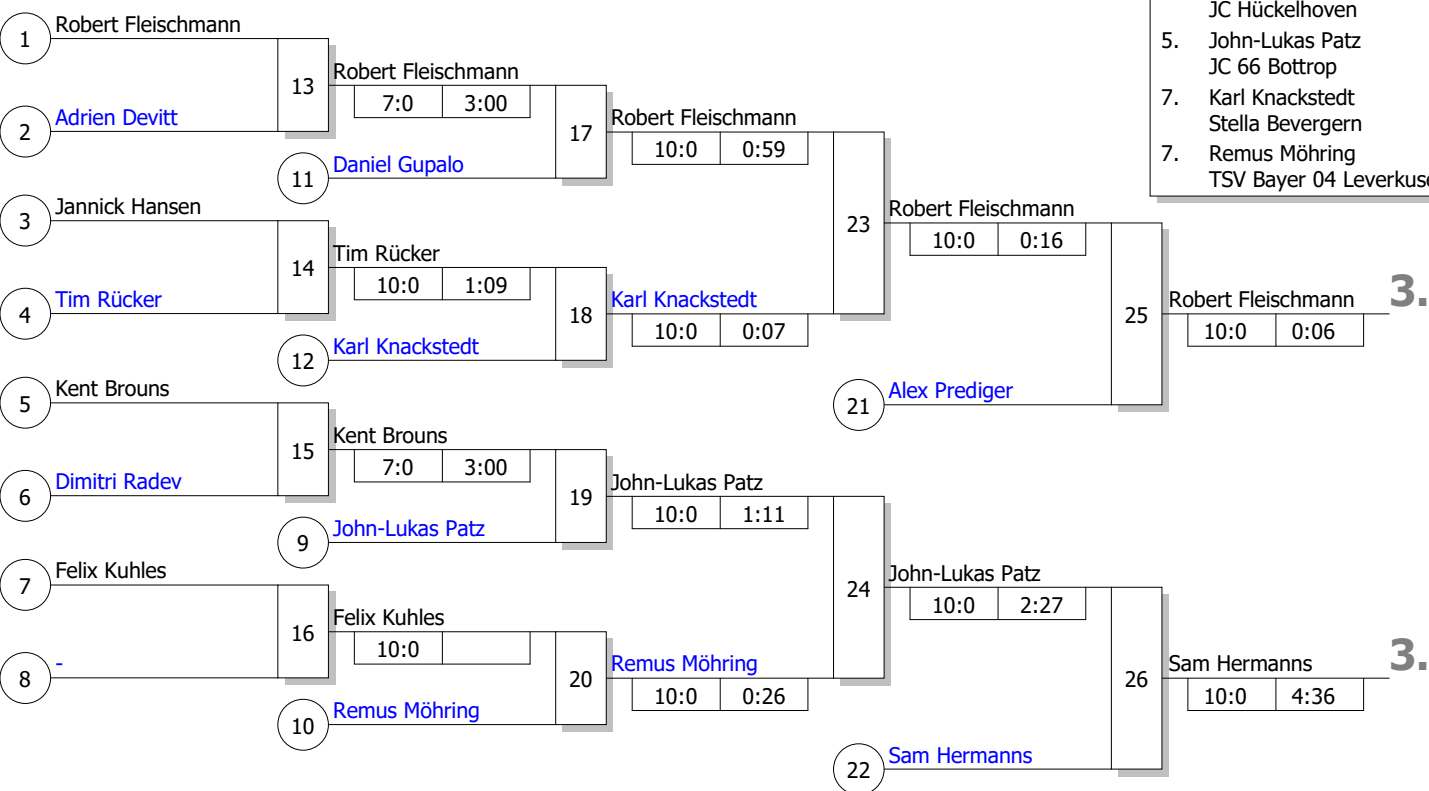 JC Hückelhoven
5. John-Lukas Patz
JC 66 Bottrop
7. Karl Knackstedt
Stella Bevergern
7. Remus Möhring
TSV Bayer 04 Leverkuse
1 Robert Fleischmann
13 Robert Fleischmann
7:0 3:00
2 Adrien Devitt
17 Robert Fleischmann
10:0 0:59
11 Daniel Gupalo
3 Jannick Hansen
23 Robert Fleischmann
10:0 0:16
14 Tim Rücker
10:0 1:09
4 Tim Rücker
18 Karl Knackstedt
10:0 0:07
25 Robert Fleischmann 3.
10:0 0:06
12 Karl Knackstedt
5 Kent Brouns
21 Alex Prediger
15 Kent Brouns
7:0 3:00
6 Dimitri Radev
19 John-Lukas Patz
10:0 1:11
9 John-Lukas Patz
7 Felix Kuhles
24 John-Lukas Patz
10:0 2:27
16 Felix Kuhles
10:0
8 -
20 Remus Möhring
10:0 0:26
26 Sam Hermanns 3.
10:0 4:36
10 Remus Möhring
22 Sam Hermanns